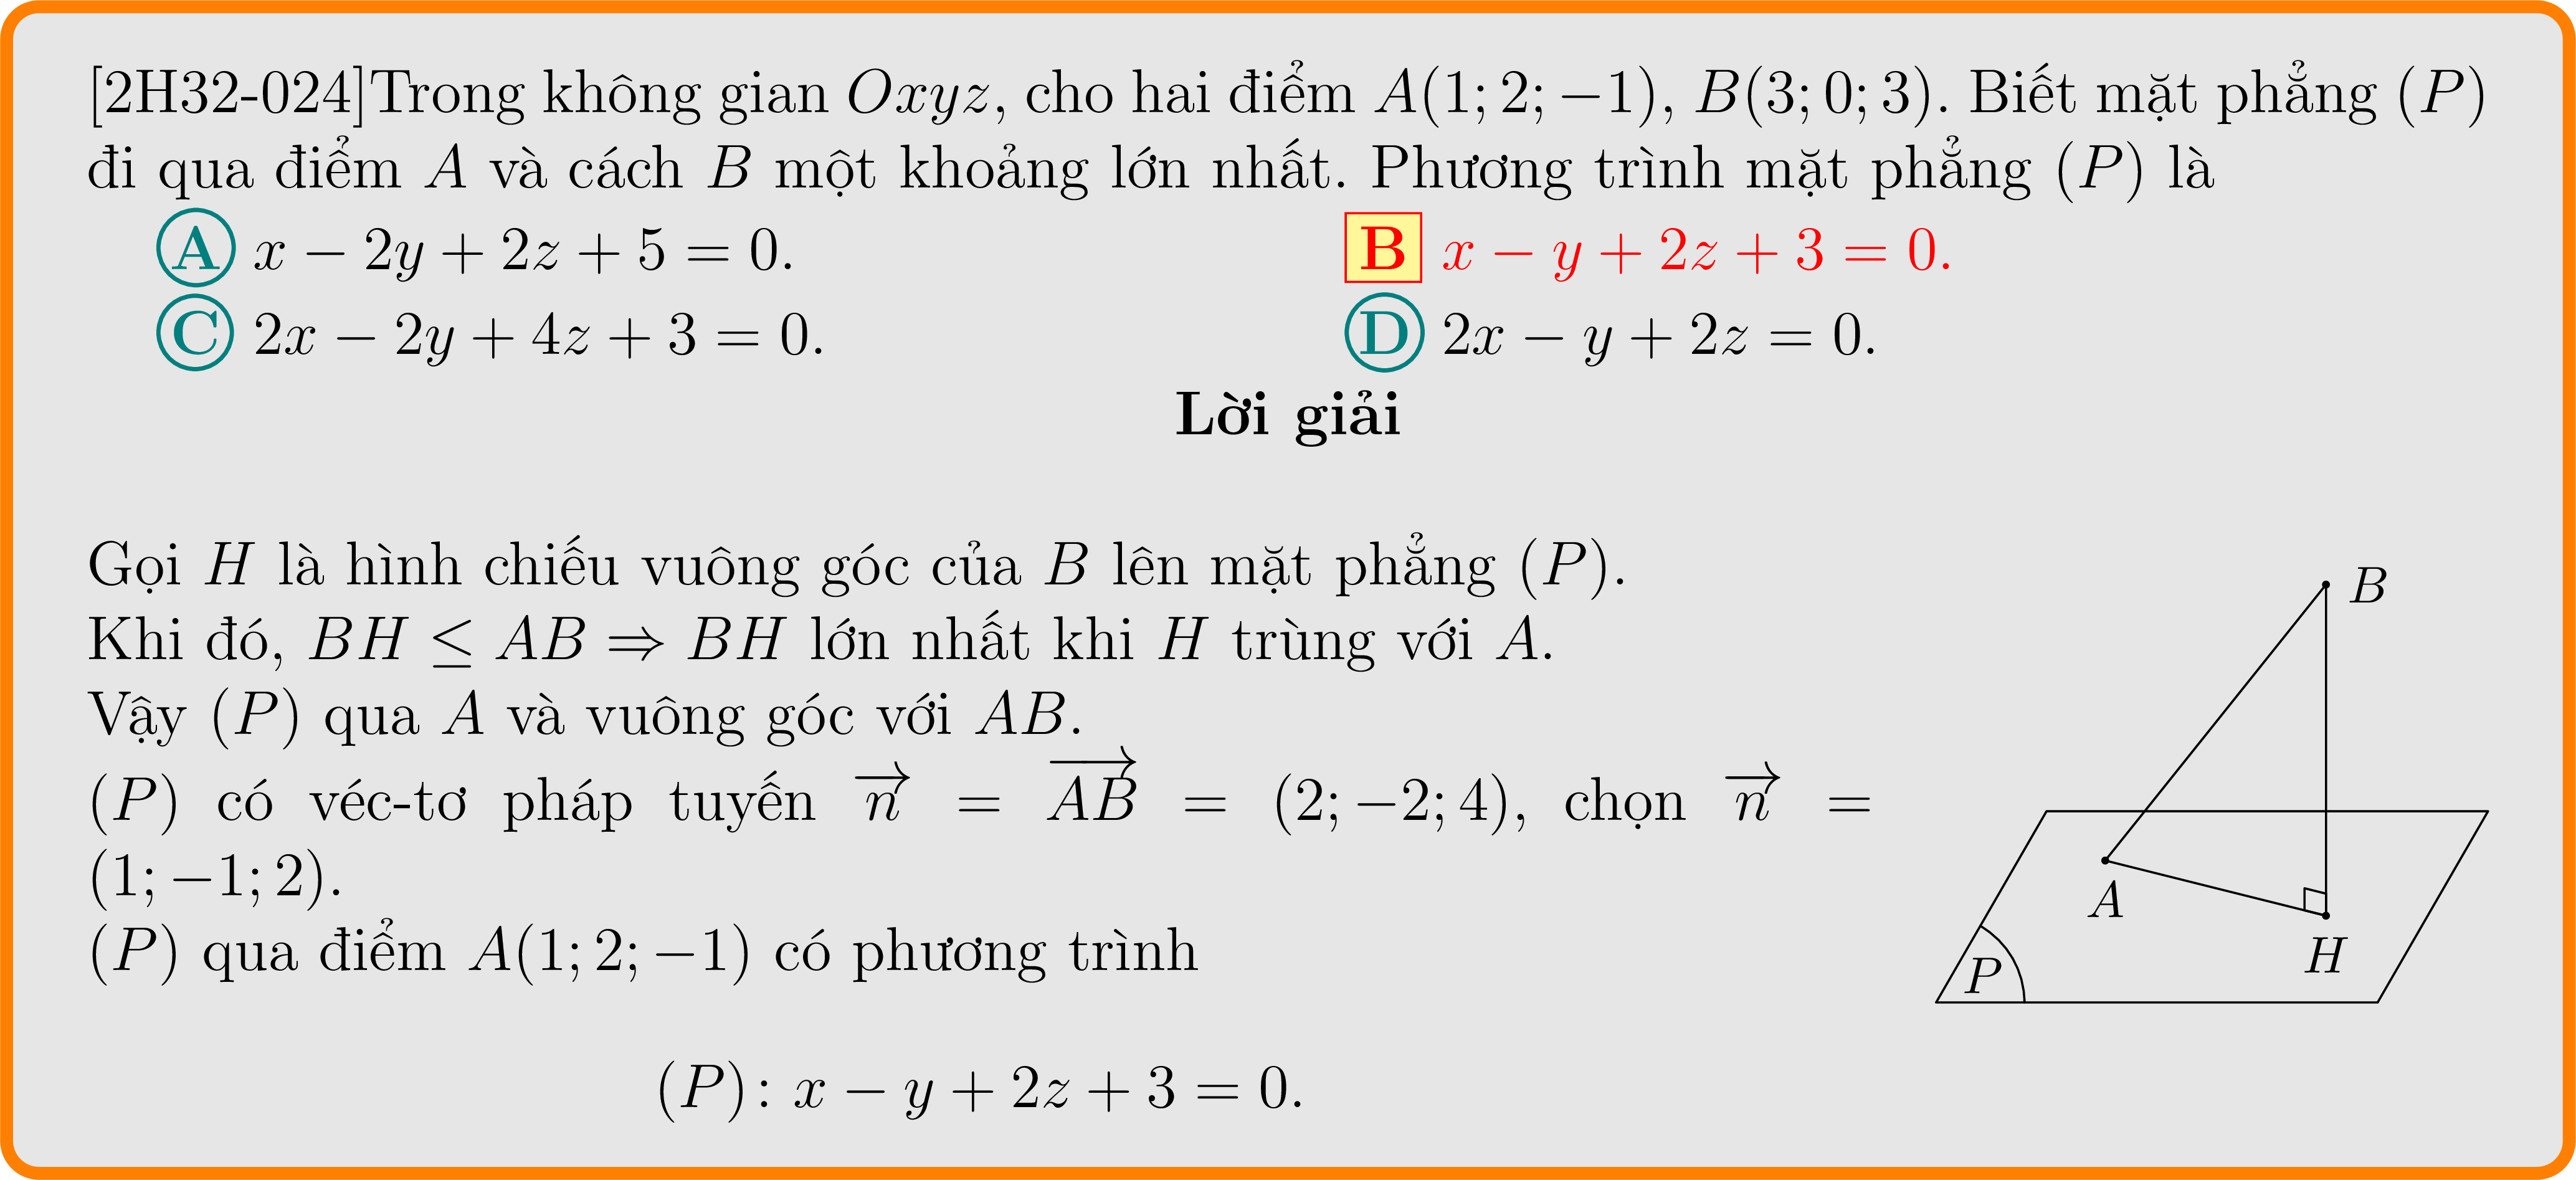 [2H32-024]Trong không gian Oxyz, cho hai điểm A(1; 2; −1), B(3; 0; 3). Biết mặt phẳng (P)
đi qua điểm A và cách B một khoảng lớn nhất. Phương trình mặt phẳng (P) là
A x − 2y + 2z + 5 = 0. B x − y + 2z + 3 = 0.
C 2x − 2y + 4z + 3 = 0. D 2x − y + 2z = 0.
Lời giải
Gọi H là hình chiếu vuông góc của B lên mặt phẳng (P).
Khi đó, BH ≤ AB ⇒ BH lớn nhất khi H trùng với A.
Vậy (P) qua A và vuông góc với AB.
(P) có véc-tơ pháp tuyến \overrightarrow{n} = \overrightarrow{AB} = (2; −2; 4), chọn \overrightarrow{n} =
(1; −1; 2).
(P) qua điểm A(1; 2; −1) có phương trình
(P): x − y + 2z + 3 = 0.
B
A
H
P